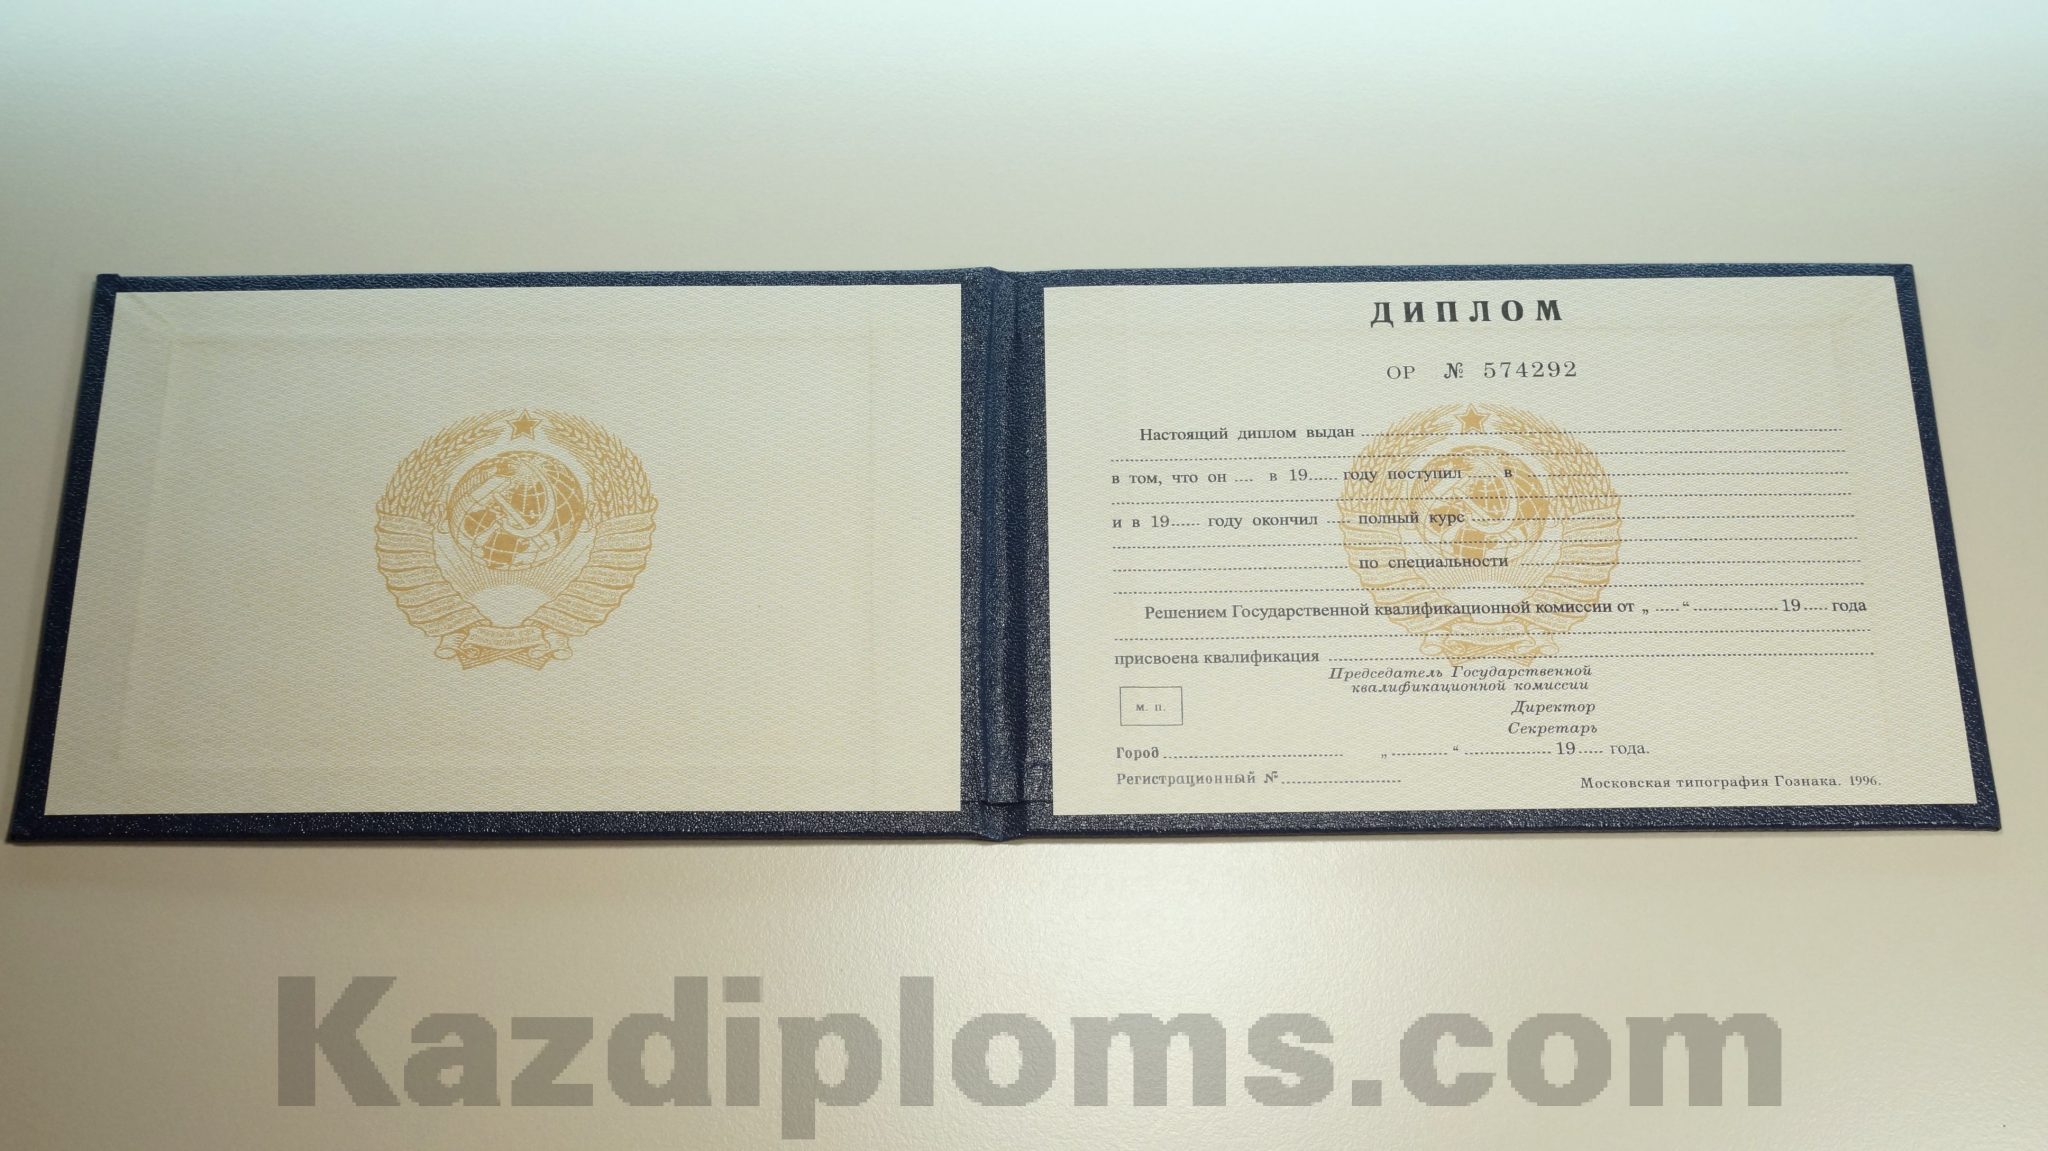 ДИПЛОМ
ОР № 574292
Настоящий диплом выдан
в том, что он .... в 19..... году поступил ..... в
и в 19..... году окончил ..... полный курс
по специальности
Решением Государственной квалификационной комиссии от „ ..... “ .................. 19..... года
присвоена квалификация
Председатель Государственной
квалификационной комиссии
м. п.
Директор
Секретарь
Город .................. „ ............ “ .................. 19..... года.
Регистрационный № ..................
Московская типография Гознака. 1996.
Kazdiploms.com